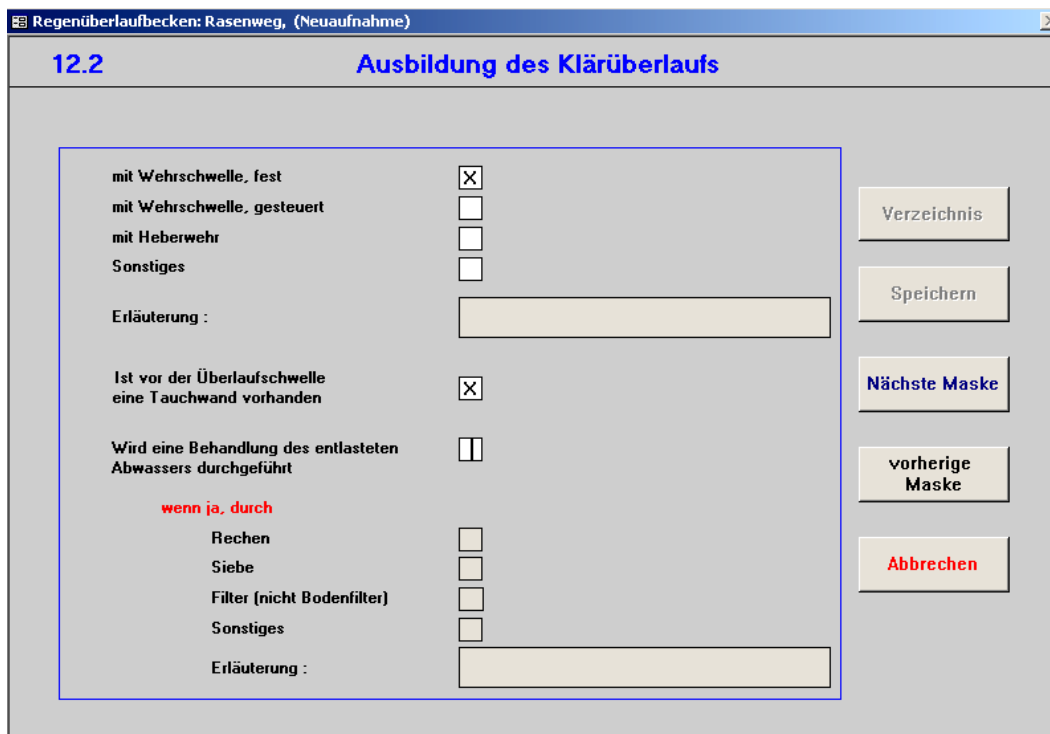 Regenüberlaufbecken: Rasenweg, (Neuaufnahme)
12.2 Ausbildung des Klärüberlaufs
mit Wehrschwelle, fest X
mit Wehrschwelle, gesteuert
mit Heberwehr
Sonstiges
Erläuterung :
Ist vor der Überlaufschwelle
eine Tauchwand vorhanden X
Wird eine Behandlung des entlasteten
Abwassers durchgeführt
wenn ja, durch
Rechen
Siebe
Filter (nicht Bodenfilter)
Sonstiges
Erläuterung :
Verzeichnis
Speichern
Nächste Maske
vorherige
Maske
Abbrechen